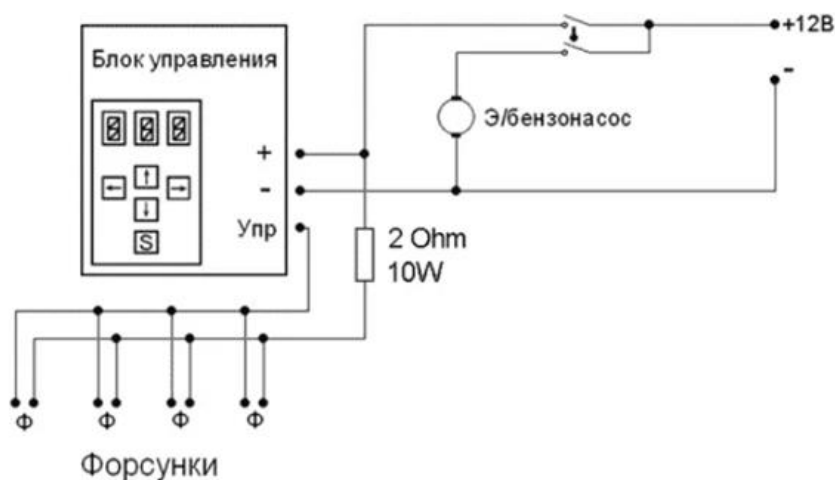 +12В
Блок управления
-
Э/бензонасос
+
-
Упр
S
2 Ohm
10W
Ф Ф Ф Ф
Форсунки